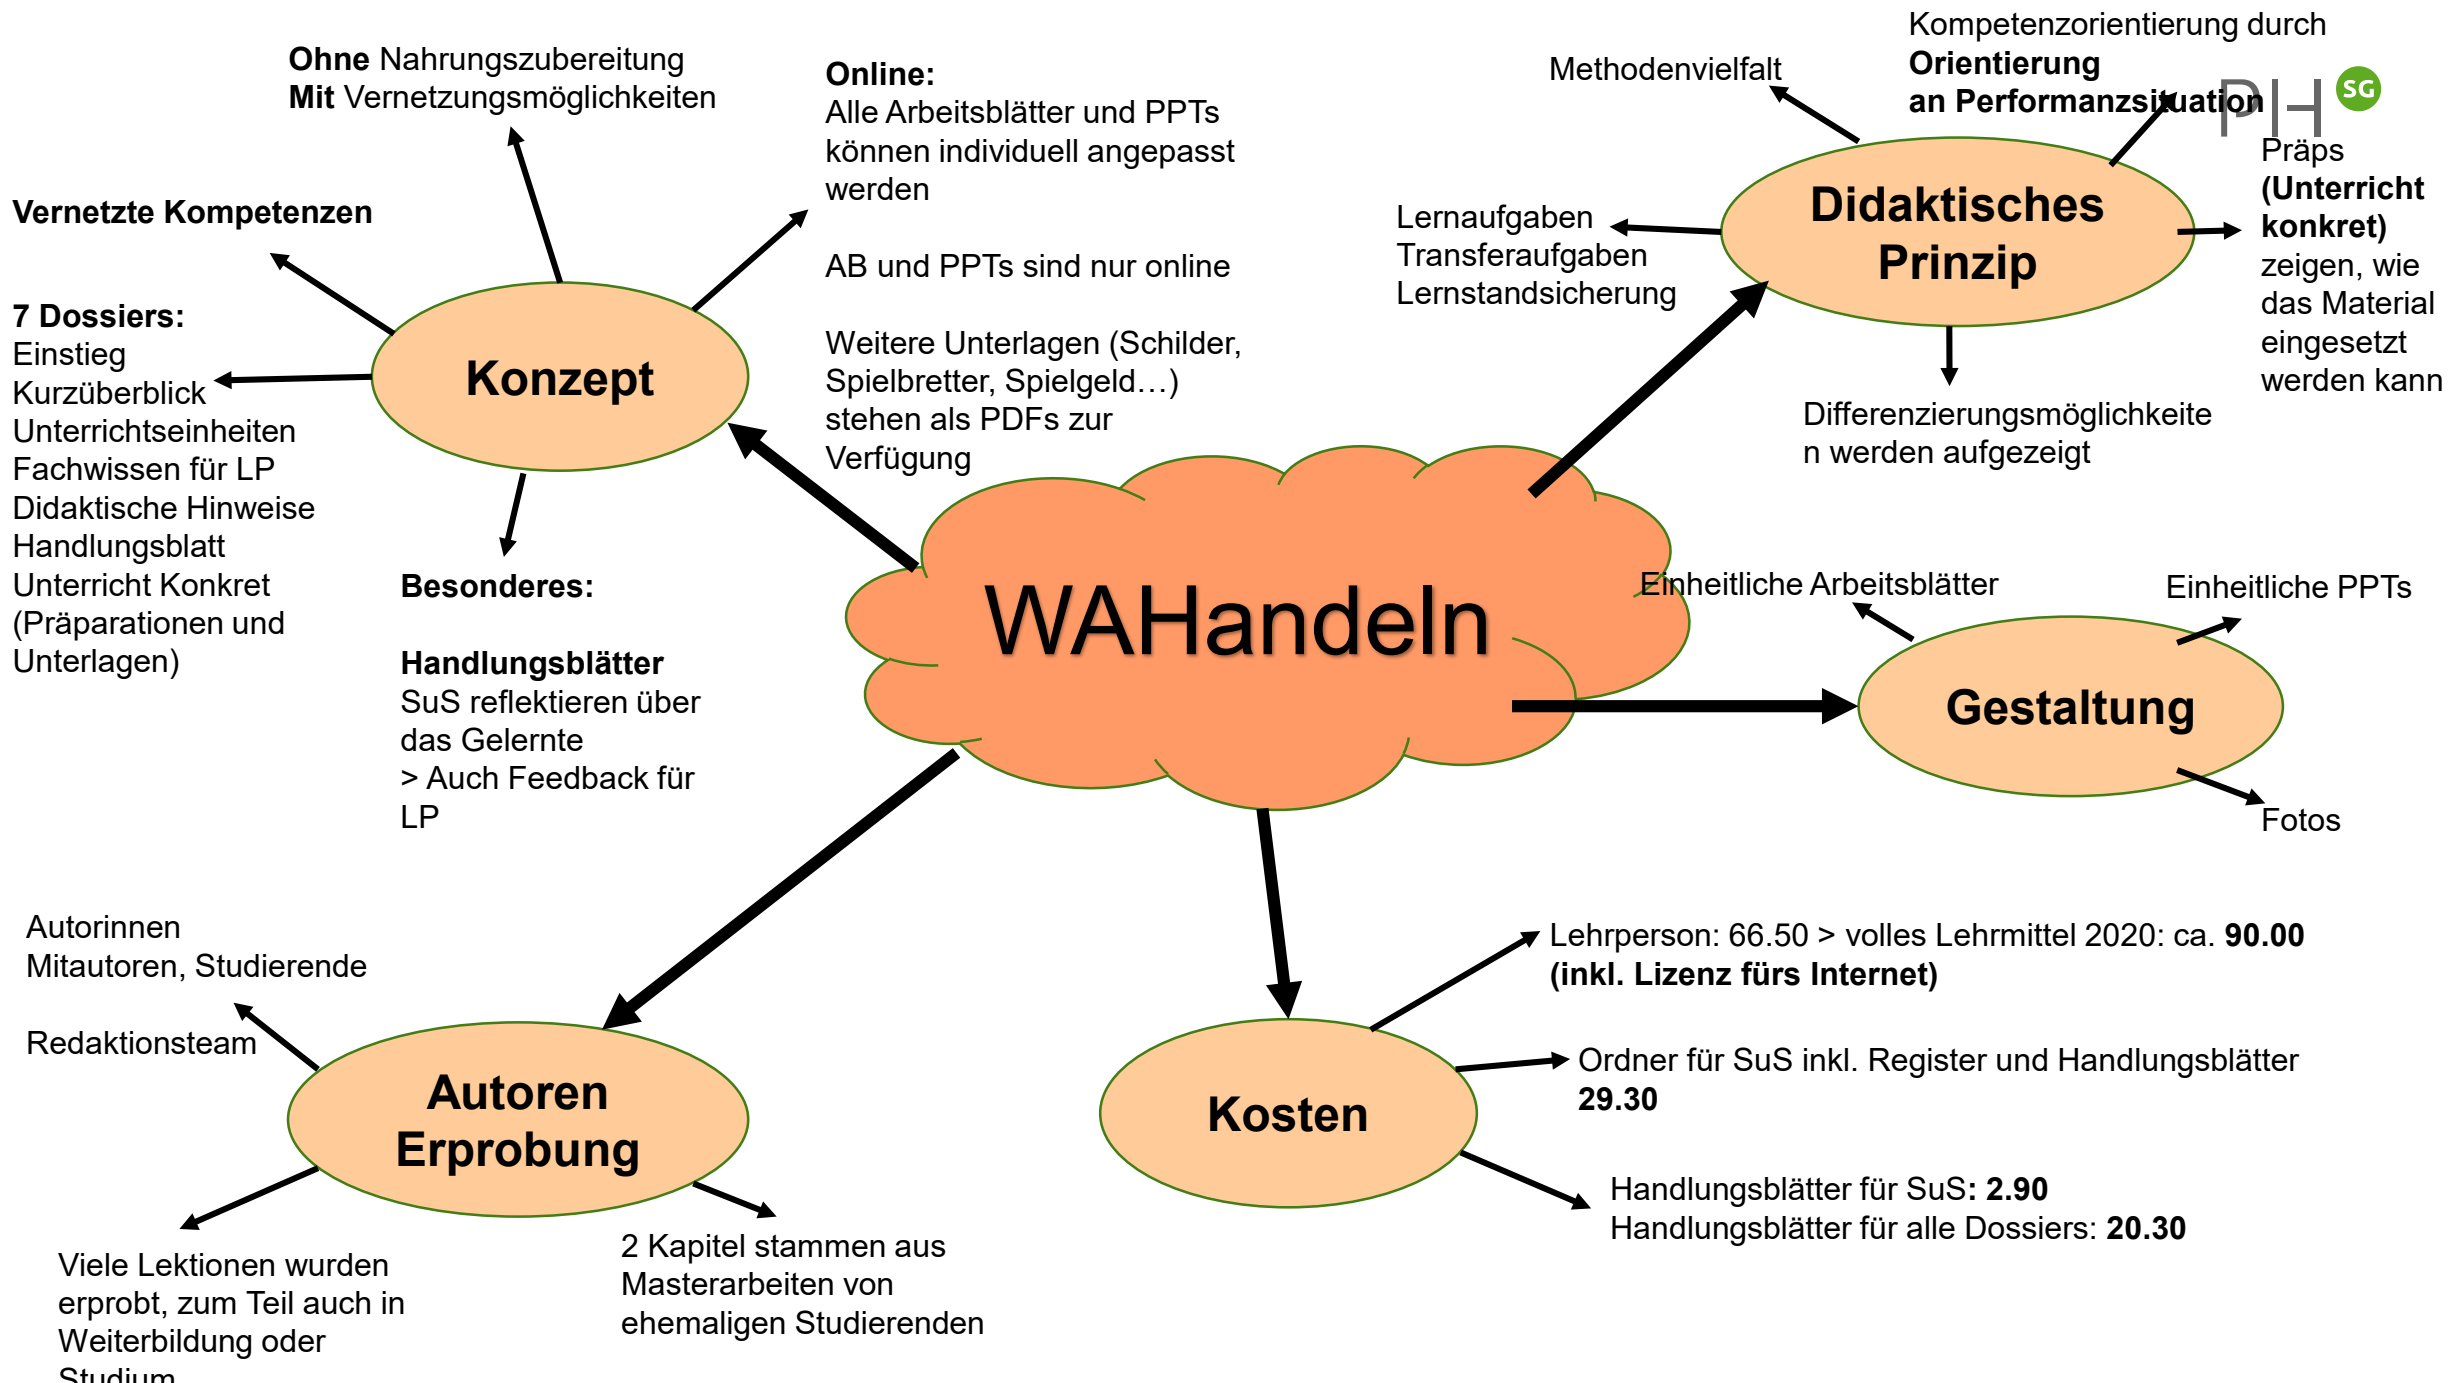 Ohne Nahrungszubereitung
Mit Vernetzungsmöglichkeiten
Vernetzte Kompetenzen
7 Dossiers:
Einstieg
Kurzüberblick
Unterrichtseinheiten
Fachwissen für LP
Didaktische Hinweise
Handlungsblatt
Unterricht Konkret
(Präparationen und
Unterlagen)
Konzept
Online:
Alle Arbeitsblätter und PPTs
können individuell angepasst
werden
AB und PPTs sind nur online
Weitere Unterlagen (Schilder,
Spielbretter, Spielgeld…)
stehen als PDFs zur
Verfügung
Besonderes:
Handlungsblätter
SuS reflektieren über
das Gelernte
> Auch Feedback für
LP
WAHandeln
Methodenvielfalt
Kompetenzorientierung durch
Orientierung
an Performanzsituation
PH SG
Didaktisches
Prinzip
Lernaufgaben
Transferaufgaben
Lernstandsicherung
Präps
(Unterricht
konkret)
zeigen, wie
das Material
eingesetzt
werden kann
Differenzierungsmöglichkeite
n werden aufgezeigt
Einheitliche Arbeitsblätter
Einheitliche PPTs
Gestaltung
Fotos
Autorinnen
Mitautoren, Studierende
Redaktionsteam
Autoren
Erprobung
Viele Lektionen wurden
erprobt, zum Teil auch in
Weiterbildung oder
Studium
2 Kapitel stammen aus
Masterarbeiten von
ehemaligen Studierenden
Kosten
Lehrperson: 66.50 > volles Lehrmittel 2020: ca. 90.00
(inkl. Lizenz fürs Internet)
Ordner für SuS inkl. Register und Handlungsblätter
29.30
Handlungsblätter für SuS: 2.90
Handlungsblätter für alle Dossiers: 20.30